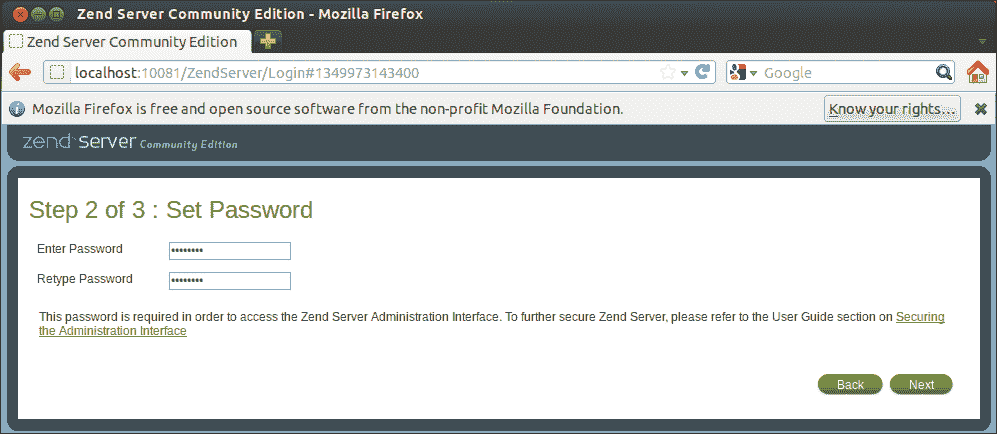 Zend Server Community Edition - Mozilla Firefox
Zend Server Community Edition
localhost:10081/ZendServer/Login#1349973143400
Google
Mozilla Firefox is free and open source software from the non-profit Mozilla Foundation.
Know your rights...
zend server Community Edition
Step 2 of 3 : Set Password
Enter Password
••••••••
Retype Password
••••••••
This password is required in order to access the Zend Server Administration Interface. To further secure Zend Server, please refer to the User Guide section on Securing
the Administration Interface
Back
Next